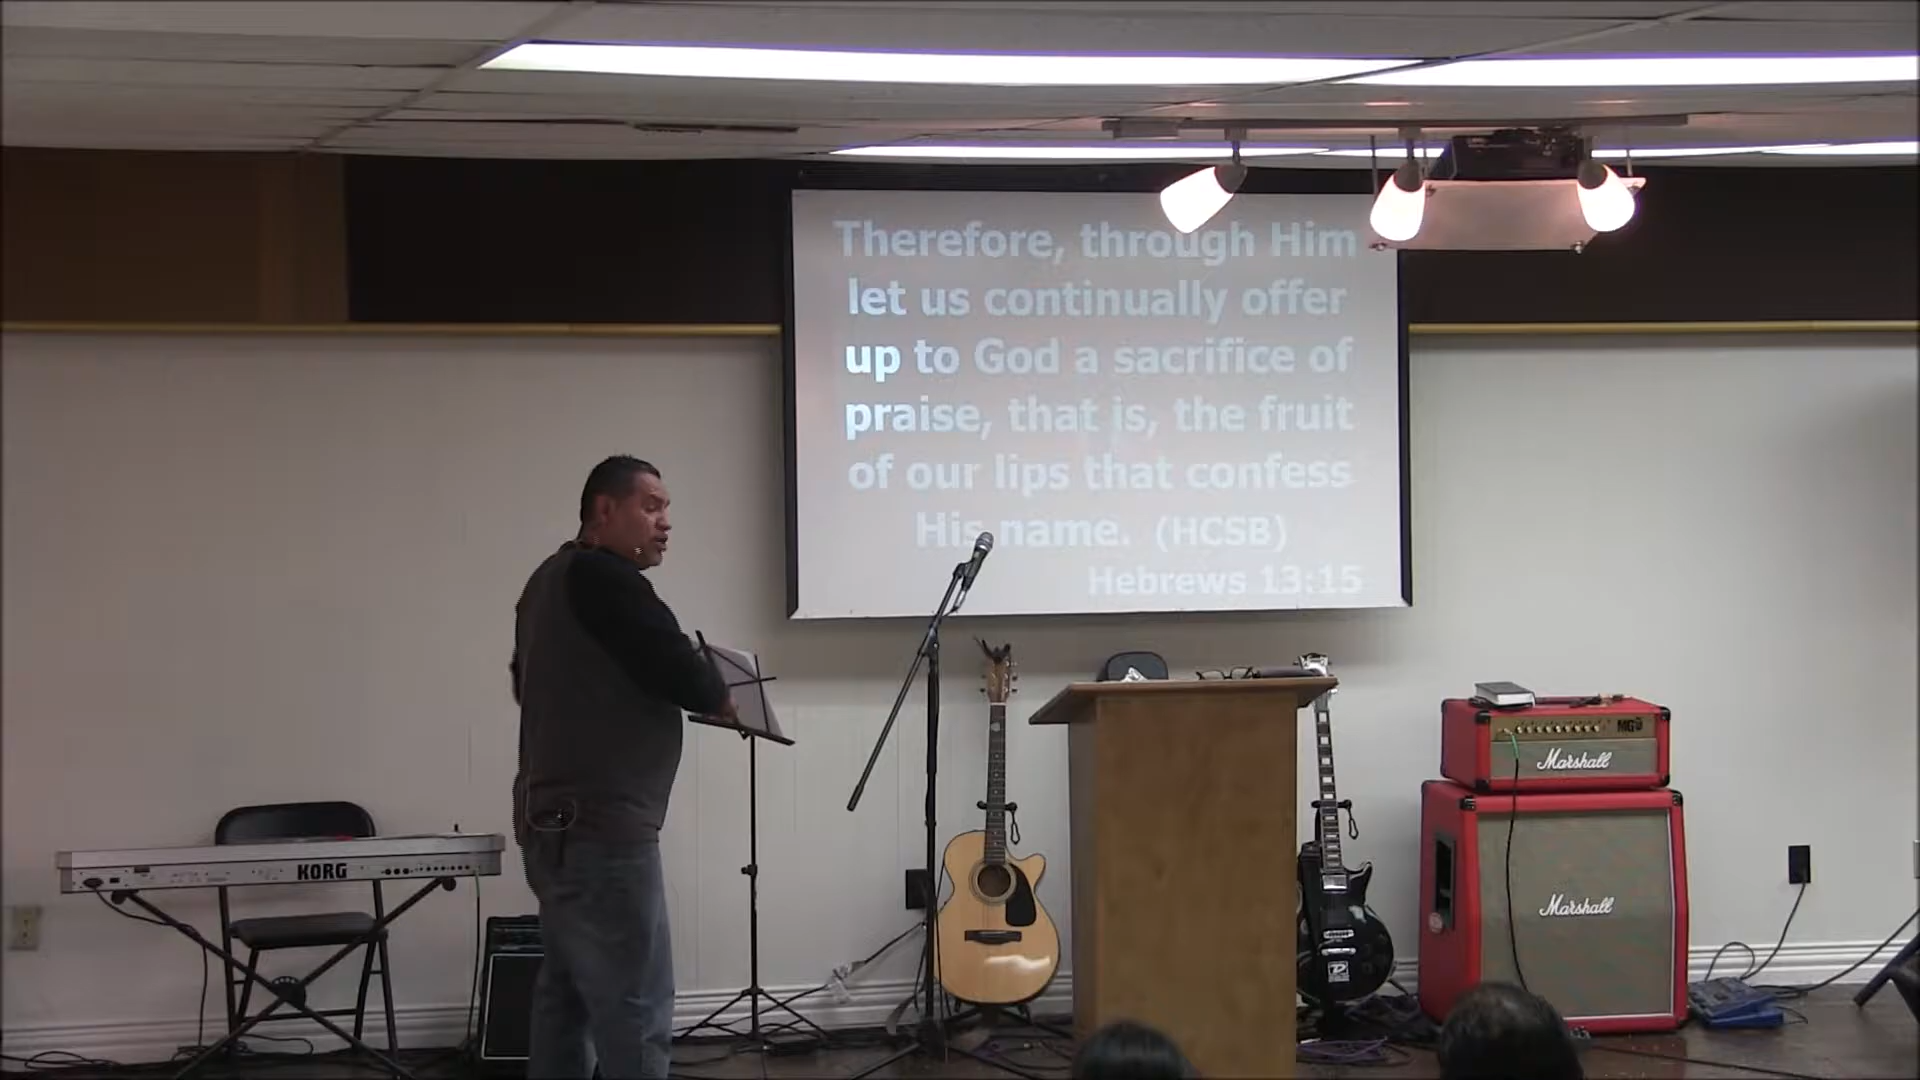 Therefore, through Him
let us continually offer
up to God a sacrifice of
praise, that is, the fruit
of our lips that confess
His name. (HCSB)
Hebrews 13:15
KORG
MG
Marshall
Marshall